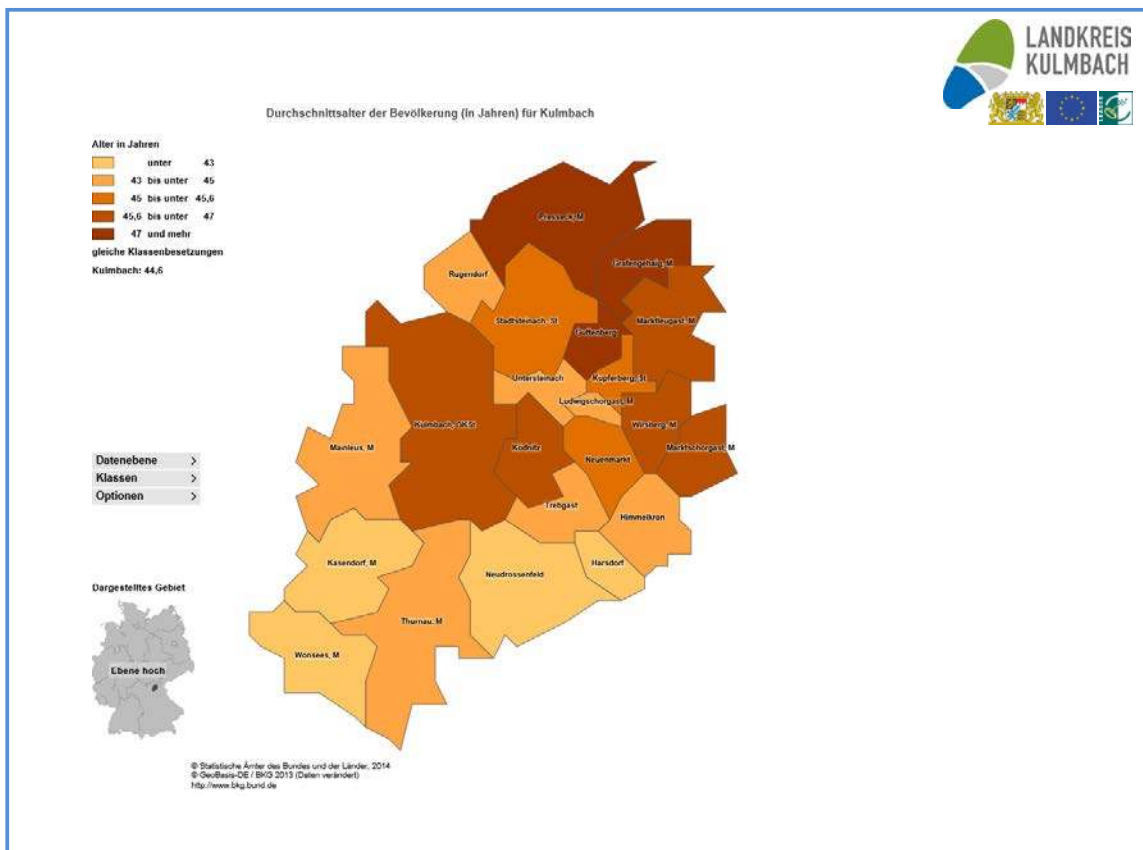 LANDKREIS
KULMBACH
Durchschnittsalter der Bevölkerung (in Jahren) für Kulmbach
Alter in Jahren
unter 43
43 bis unter 45
45 bis unter 45,6
45,6 bis unter 47
47 und mehr
gleiche Klassenbesetzungen
Kulmbach: 44,6
Presseck, M
Grafengehaig, M
Rugendorf
Stadtsteinach, St
Marktleugast, M
Guttenberg
Untersteinach
Kupferberg, St
Ludwigschorgast, M
Kulmbach, GKSt
Wirsberg, M
Mainleus, M
Ködnitz
Marktschorgast, M
Neuenmarkt
Trebgast
Himmelkron
Kasendorf, M
Neudrossenfeld
Harsdorf
Thurnau, M
Wonsees, M
Datenebene >
Klassen >
Optionen >
Dargestelltes Gebiet
Ebene hoch
© Statistische Ämter des Bundes und der Länder, 2014
© GeoBasis-DE / BKG 2013 (Daten verändert)
http://www.bkg.bund.de